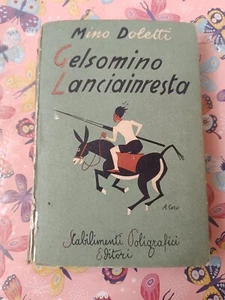 Mino Doletti
Gelsomino
Lanciainresta
Stabilimenti Poligrafici
Editori